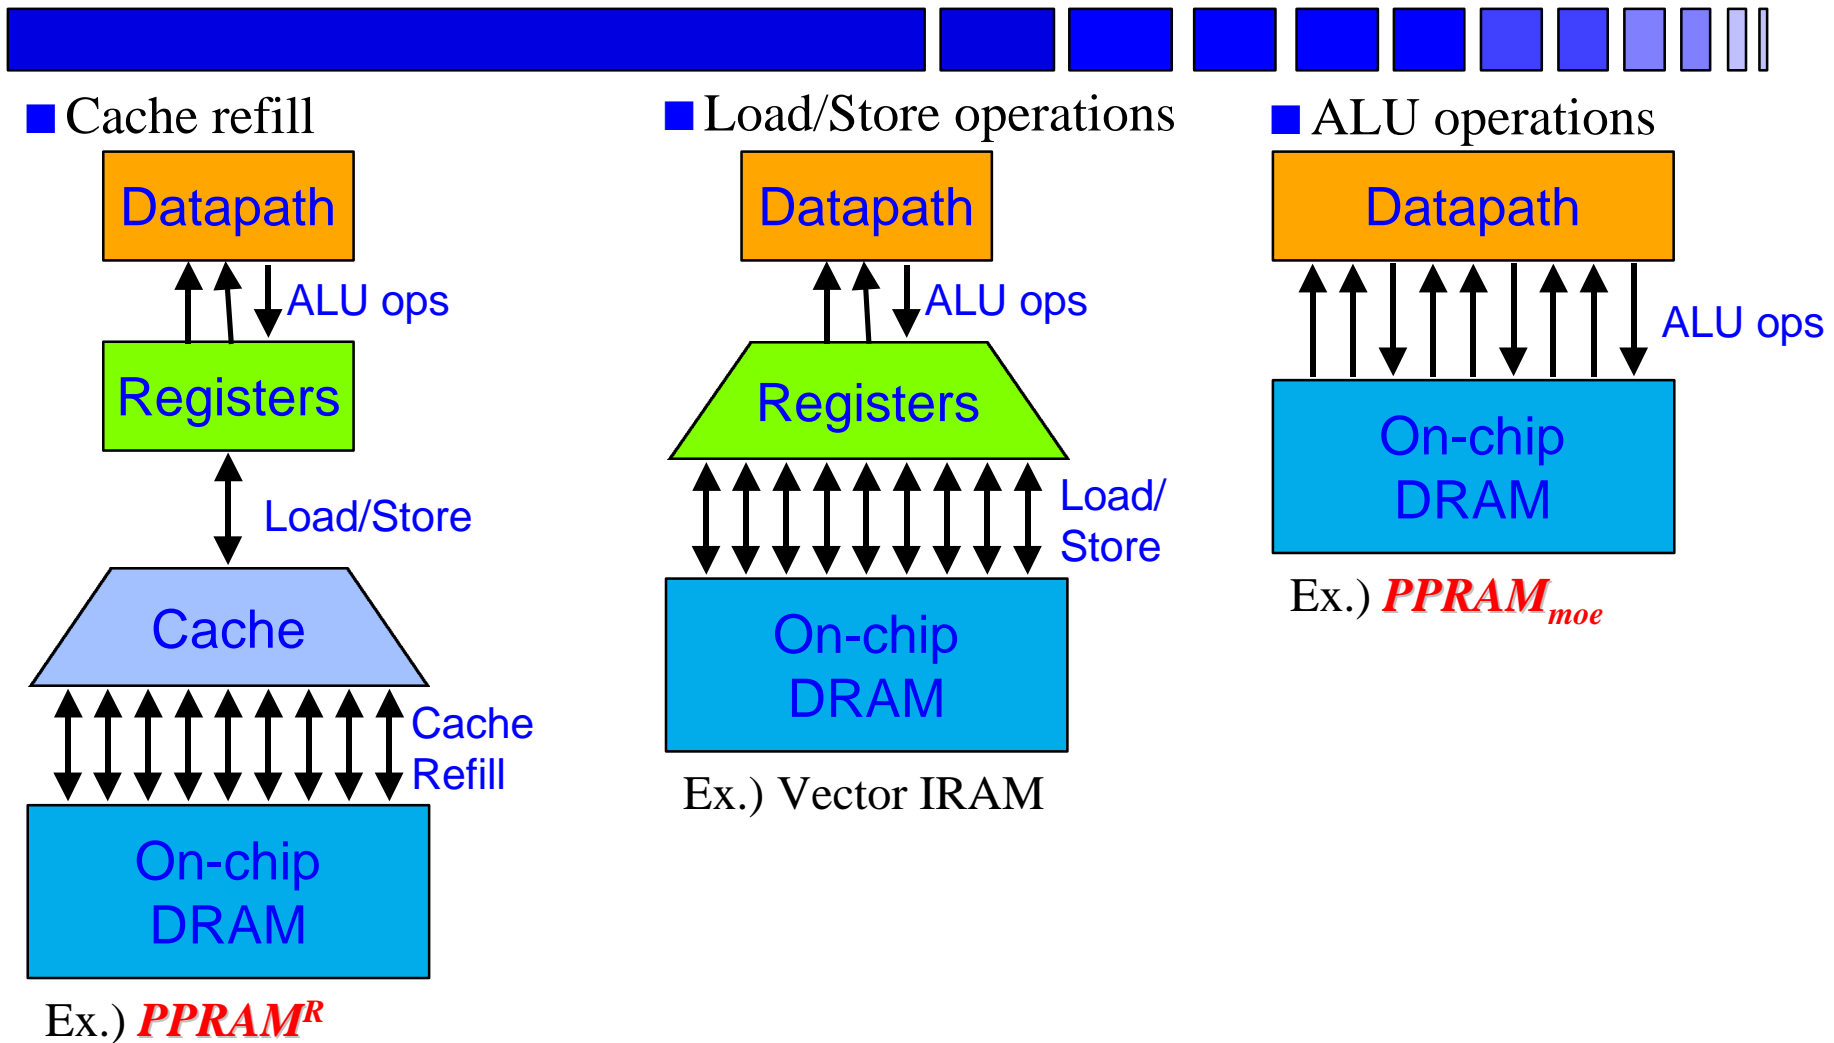 Cache refill
Datapath
ALU ops
Registers
Load/Store
Cache
Cache
Refill
On-chip
DRAM
Ex.) PPRAM^R
Load/Store operations
Datapath
ALU ops
Registers
Load/
Store
On-chip
DRAM
Ex.) Vector IRAM
ALU operations
Datapath
ALU ops
On-chip
DRAM
Ex.) PPRAM_moe